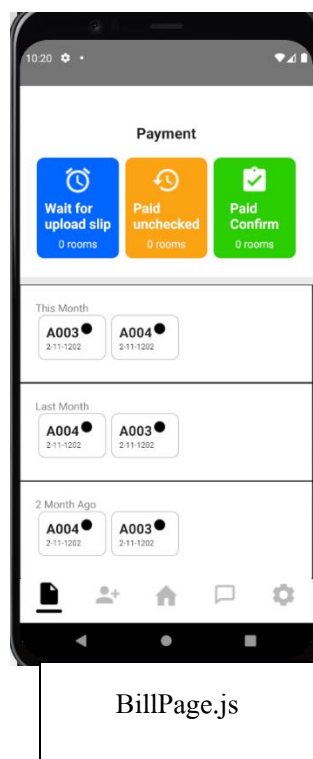 10:20
Payment
Wait for
upload slip
0 rooms
Paid
unchecked
0 rooms
Paid
Confirm
0 rooms
This Month
A003
2-11-1202
A004
2-11-1202
Last Month
A004
2-11-1202
A003
2-11-1202
2 Month Ago
A004
2-11-1202
A003
2-11-1202
BillPage.js